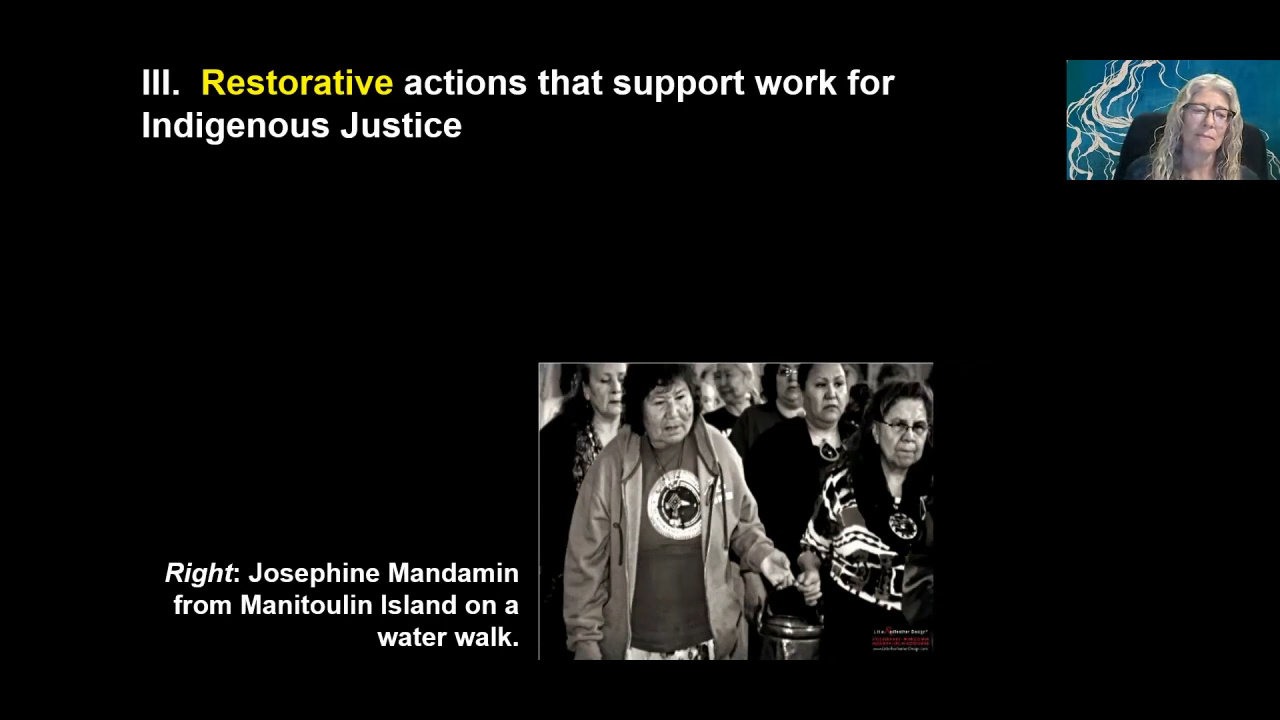 III. Restorative actions that support work for
Indigenous Justice
Right: Josephine Mandamin
from Manitoulin Island on a
water walk.